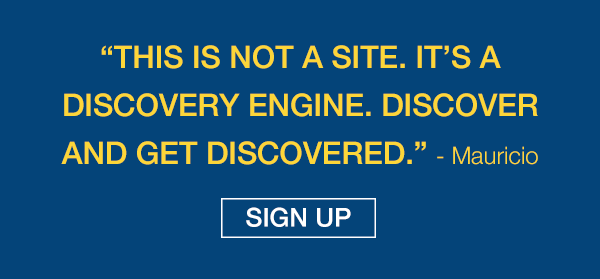 “THIS IS NOT A SITE. IT’S A
DISCOVERY ENGINE. DISCOVER
AND GET DISCOVERED.” - Mauricio
SIGN UP